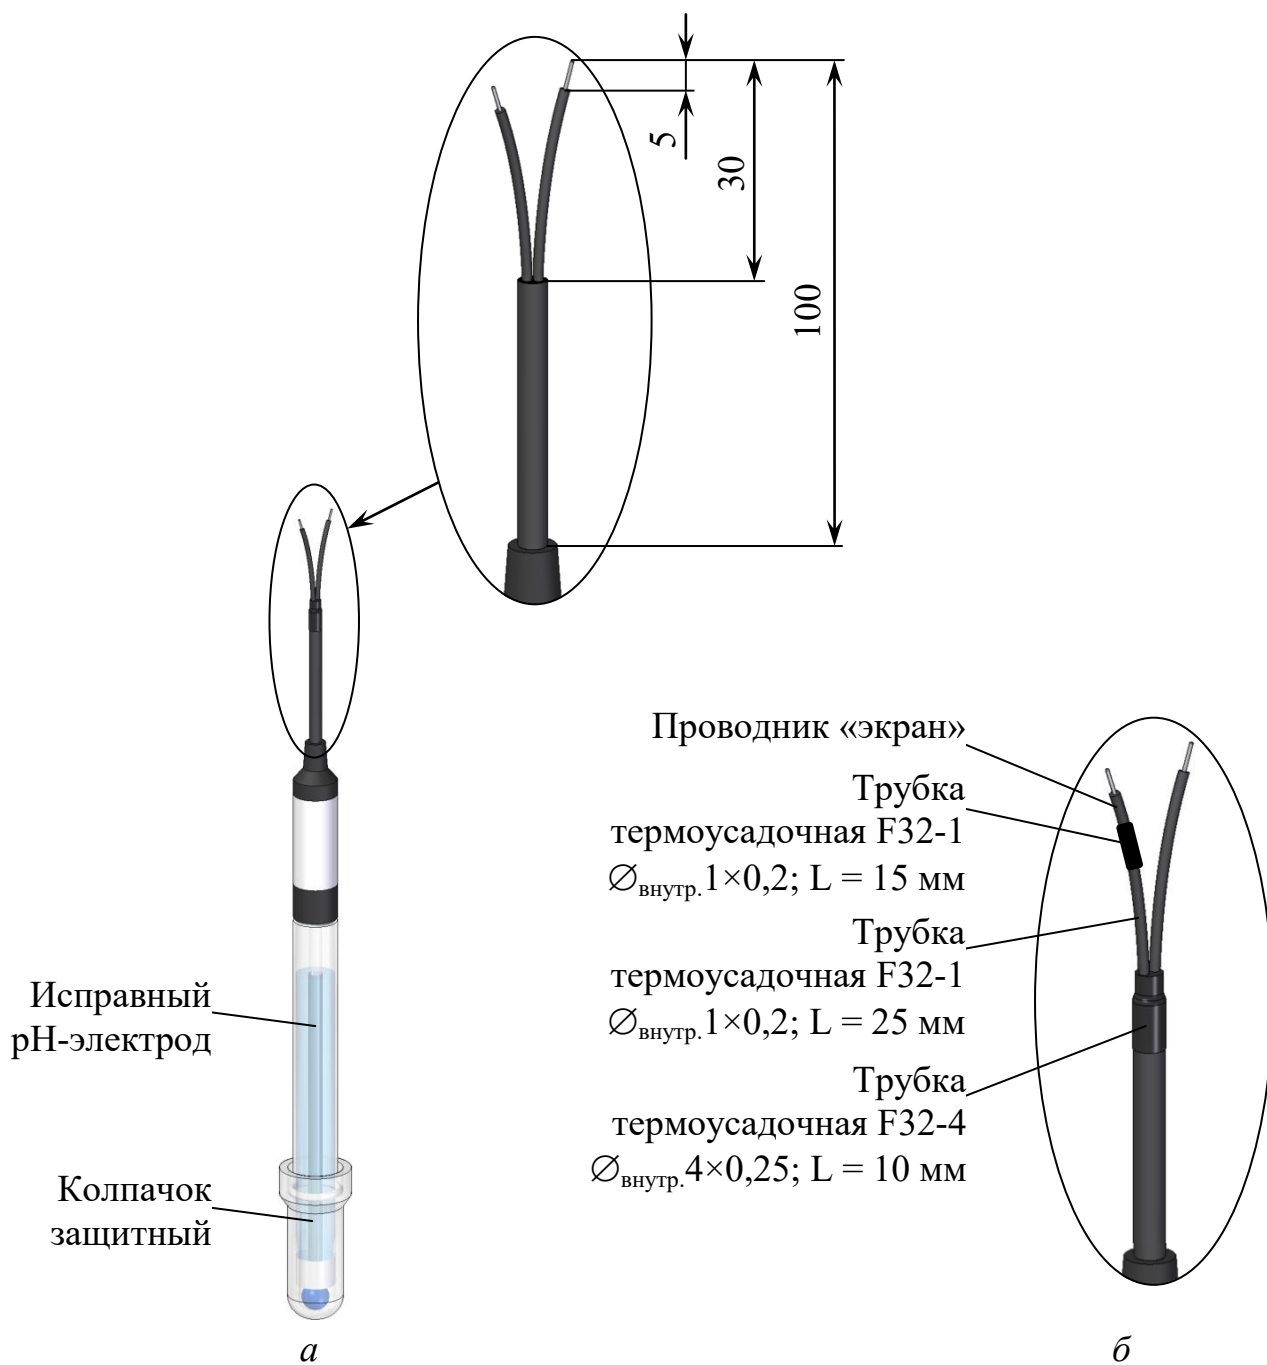 5
30
100
Проводник «экран»
Трубка
термоусадочная F32-1
∅внутр.1×0,2; L = 15 мм
Трубка
термоусадочная F32-1
∅внутр.1×0,2; L = 25 мм
Трубка
термоусадочная F32-4
∅внутр.4×0,25; L = 10 мм
Исправный
pH-электрод
Колпачок
защитный
а
б